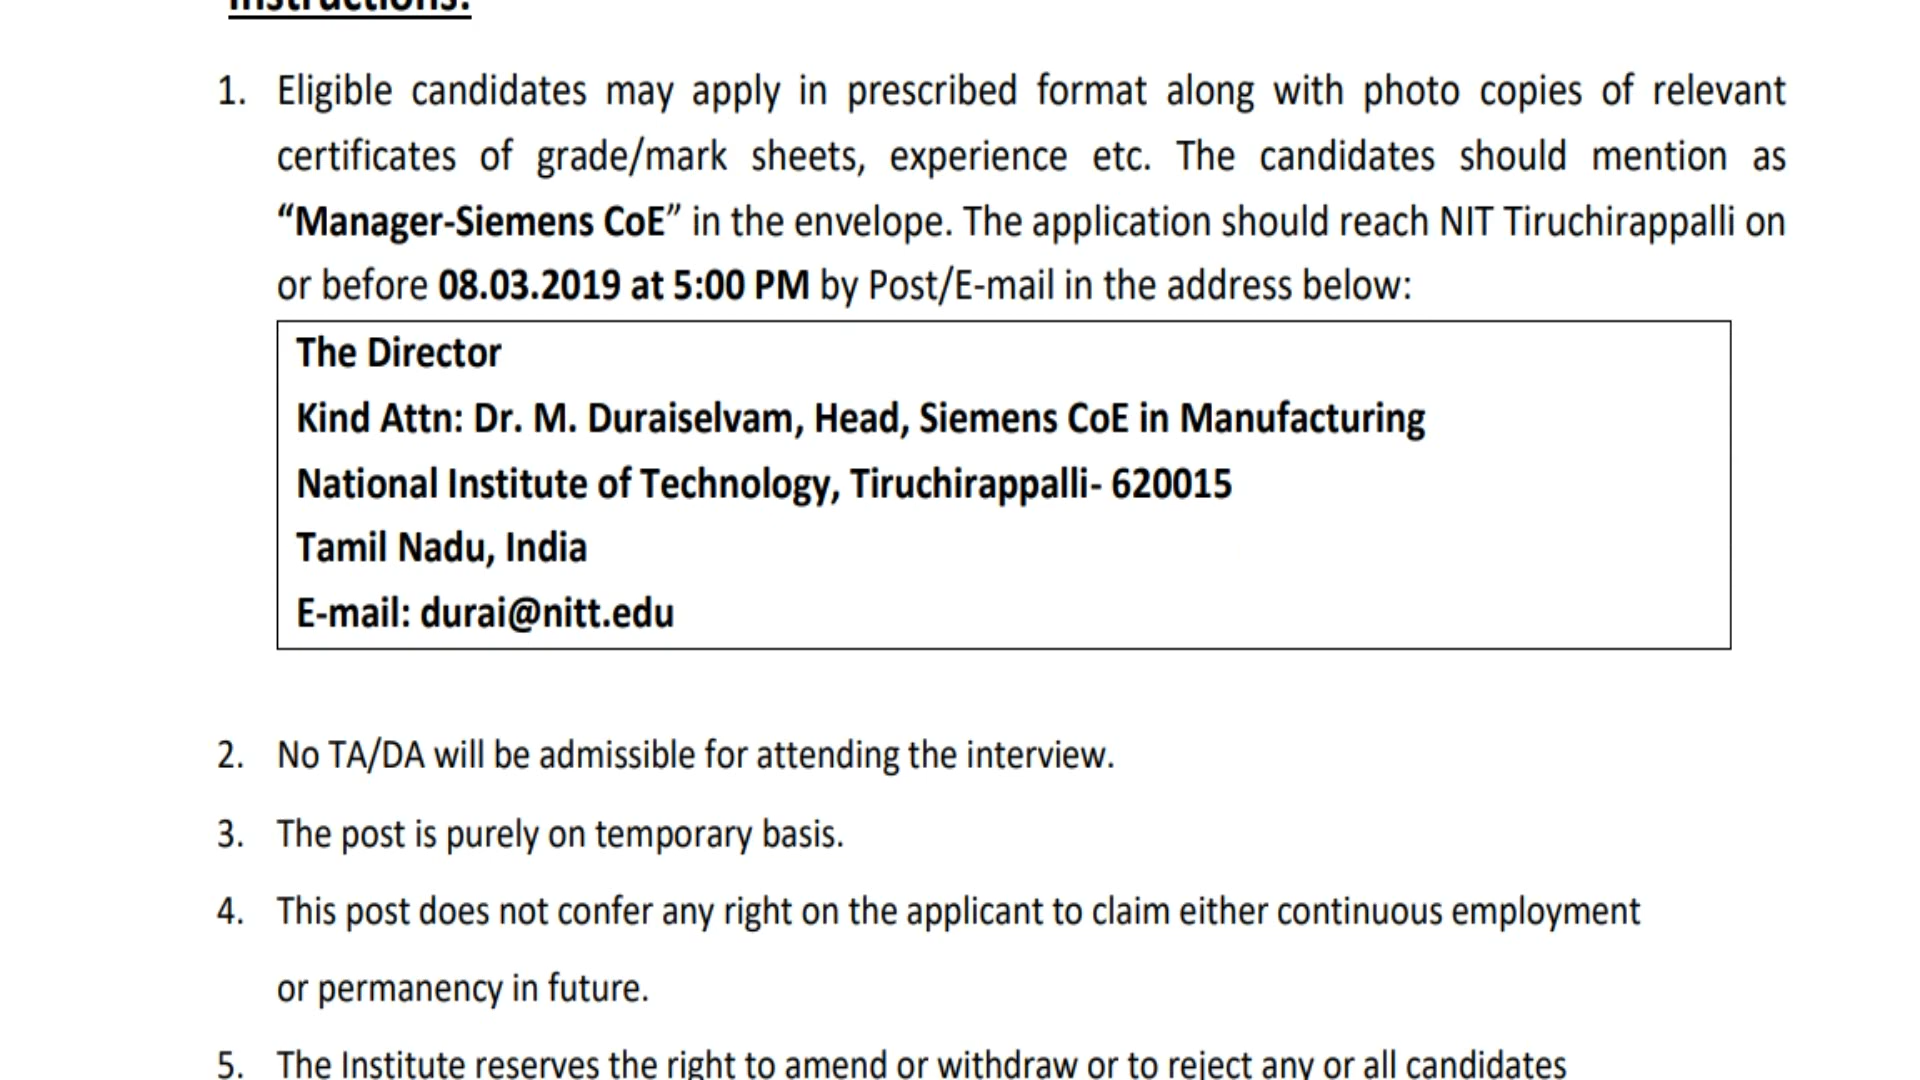 Instructions:
1. Eligible candidates may apply in prescribed format along with photo copies of relevant
certificates of grade/mark sheets, experience etc. The candidates should mention as
“Manager-Siemens CoE” in the envelope. The application should reach NIT Tiruchirappalli on
or before 08.03.2019 at 5:00 PM by Post/E-mail in the address below:
The Director
Kind Attn: Dr. M. Duraiselvam, Head, Siemens CoE in Manufacturing
National Institute of Technology, Tiruchirappalli- 620015
Tamil Nadu, India
E-mail: durai@nitt.edu
2. No TA/DA will be admissible for attending the interview.
3. The post is purely on temporary basis.
4. This post does not confer any right on the applicant to claim either continuous employment
or permanency in future.
5. The Institute reserves the right to amend or withdraw or to reject any or all candidates